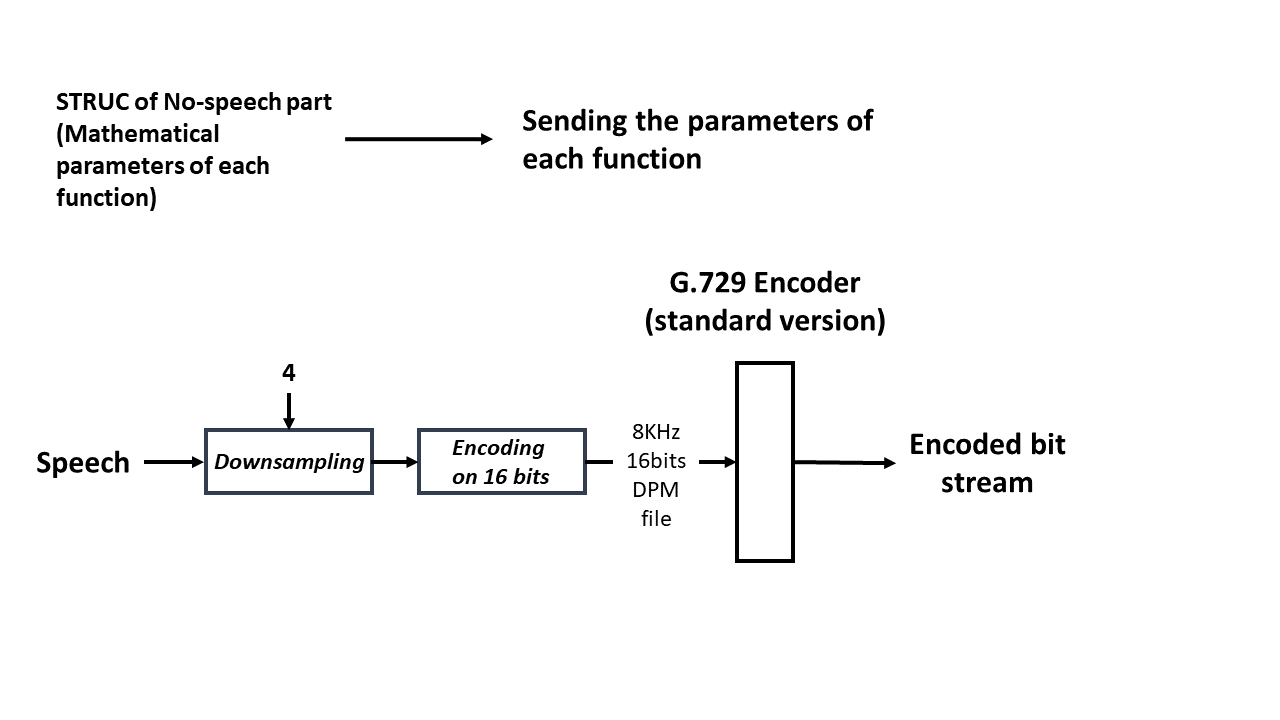 STRUC of No-speech part
(Mathematical
parameters of each
function)
Sending the parameters of
each function
G.729 Encoder
(standard version)
4
Speech
Downsampling
Encoding
on 16 bits
8KHz
16bits
DPM
file
Encoded bit
stream